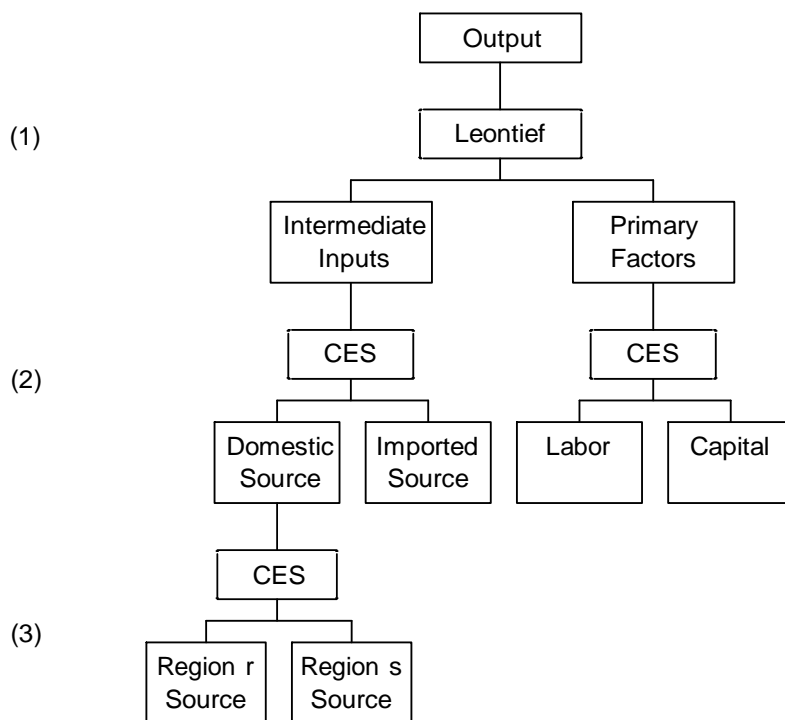 Output
(1)
Leontief
Intermediate
Inputs
Primary
Factors
(2)
CES
CES
Domestic
Source
Imported
Source
Labor
Capital
CES
(3)
Region r
Source
Region s
Source